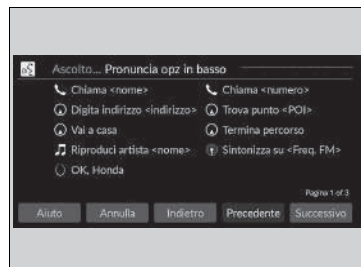 Ascolto... Pronuncia opz in basso
Chiama <nome>
Chiama <numero>
Digita indirizzo <indirizzo>
Trova punto <POI>
Vai a casa
Termina percorso
Riproduci artista <nome>
Sintonizza su <Freq. FM>
OK, Honda
Pagina 1 of 3
Aiuto Annulla Indietro Precedente Successivo